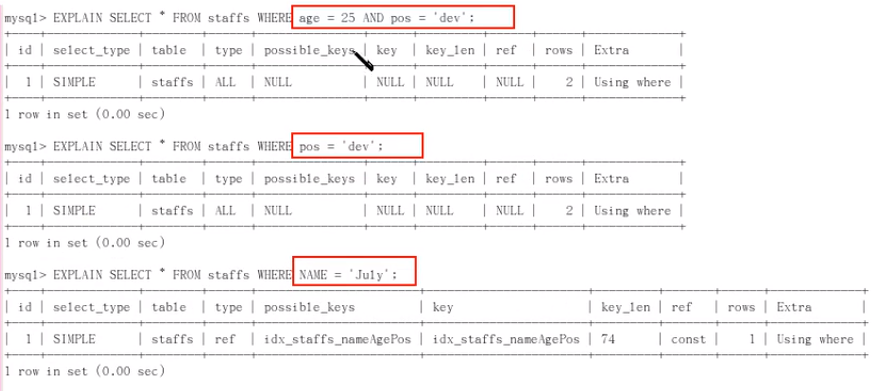 mysql> EXPLAIN SELECT * FROM staffs WHERE age = 25 AND pos = 'dev';
| id | select_type | table | type | possible_keys | key | key_len | ref | rows | Extra |
| 1 | SIMPLE | staffs | ALL | NULL | NULL | NULL | NULL | 2 | Using where |
1 row in set (0.00 sec)
mysql> EXPLAIN SELECT * FROM staffs WHERE pos = 'dev';
| id | select_type | table | type | possible_keys | key | key_len | ref | rows | Extra |
| 1 | SIMPLE | staffs | ALL | NULL | NULL | NULL | NULL | 2 | Using where |
1 row in set (0.00 sec)
mysql> EXPLAIN SELECT * FROM staffs WHERE NAME = 'July';
| id | select_type | table | type | possible_keys | key | key_len | ref | rows | Extra |
| 1 | SIMPLE | staffs | ref | idx_staffs_nameAgePos | idx_staffs_nameAgePos | 74 | const | 1 | Using where |
1 row in set (0.00 sec)